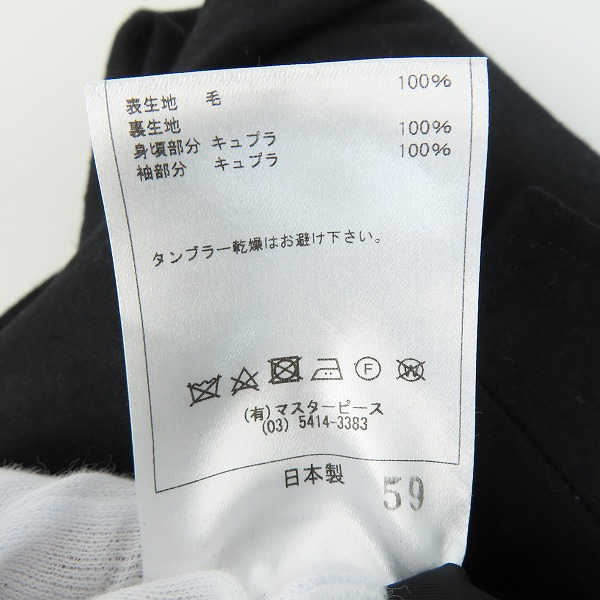 表生地 毛 100%
裏生地
身頃部分 キュプラ 100%
袖部分 キュプラ 100%
タンブラー乾燥はお避け下さい。
(有)マスターピース
(03) 5414-3383
日本製 59